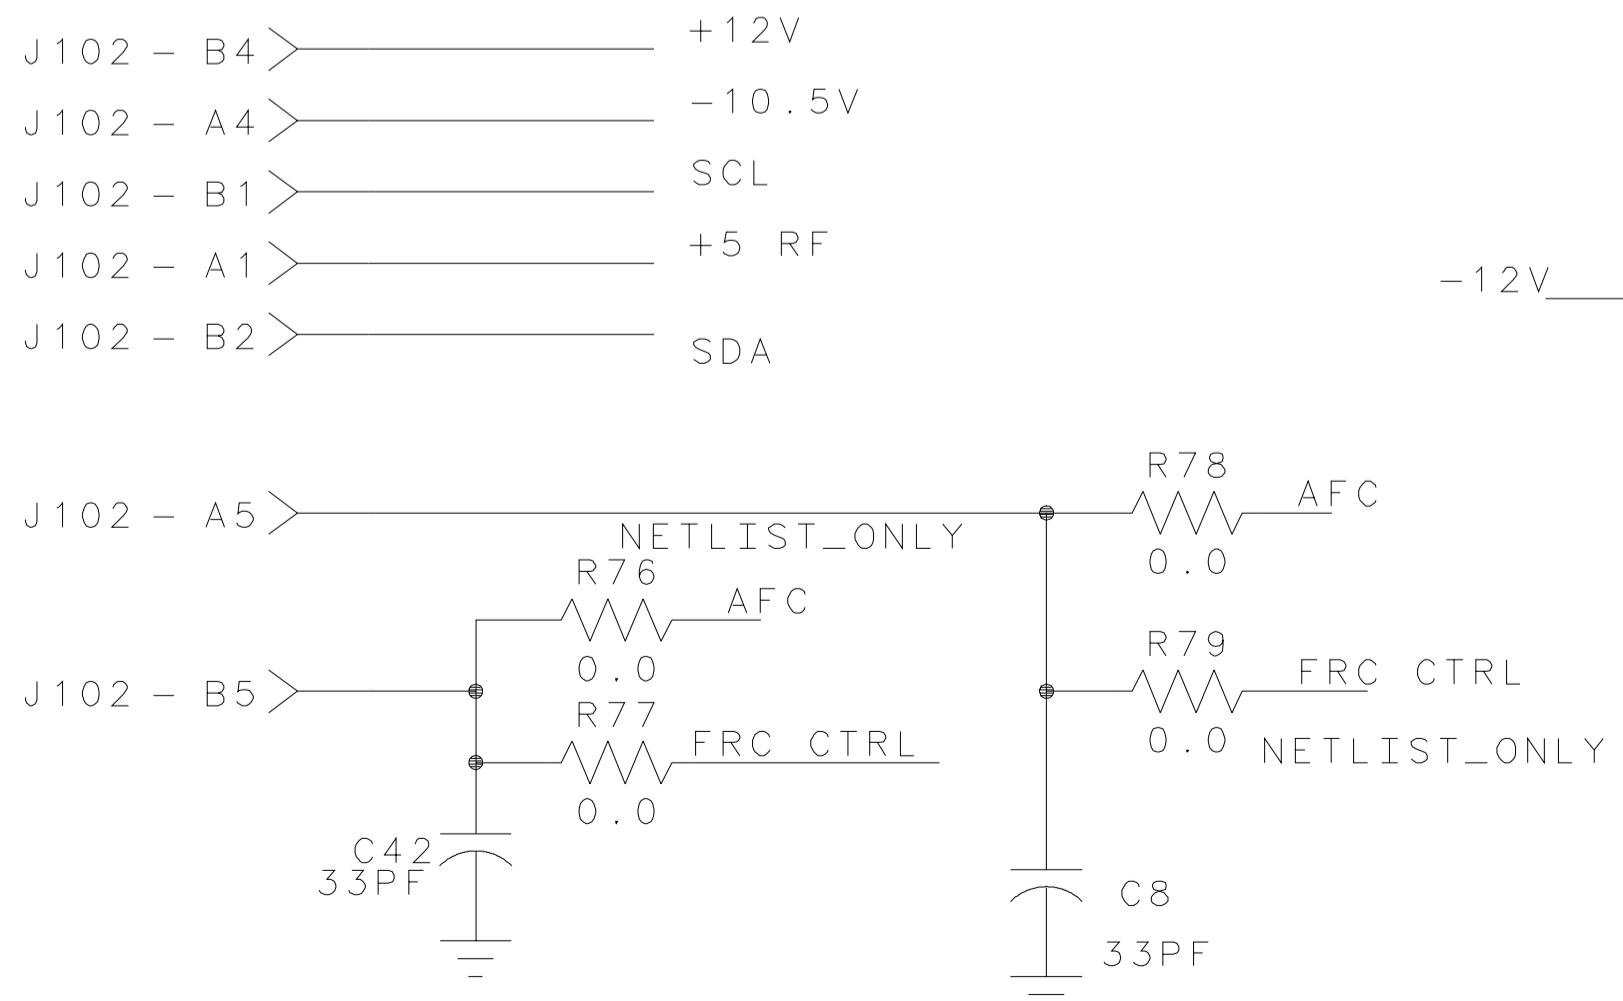 J102 - B4 +12V
J102 - A4 -10.5V
J102 - B1 SCL
J102 - A1 +5 RF
-12V
J102 - B2 SDA
R78
J102 - A5 AFC
NETLIST_ONLY
0.0
R76
AFC
R79
0.0
J102 - B5 FRC CTRL
R77
FRC CTRL
0.0
NETLIST_ONLY
0.0
C42
33PF
C8
33PF